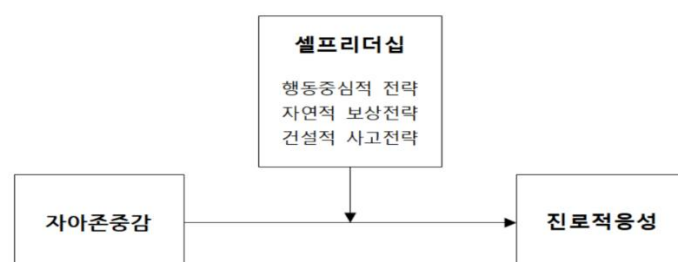 셀프리더십
행동중심적 전략
자연적 보상전략
건설적 사고전략
자아존중감
진로적응성